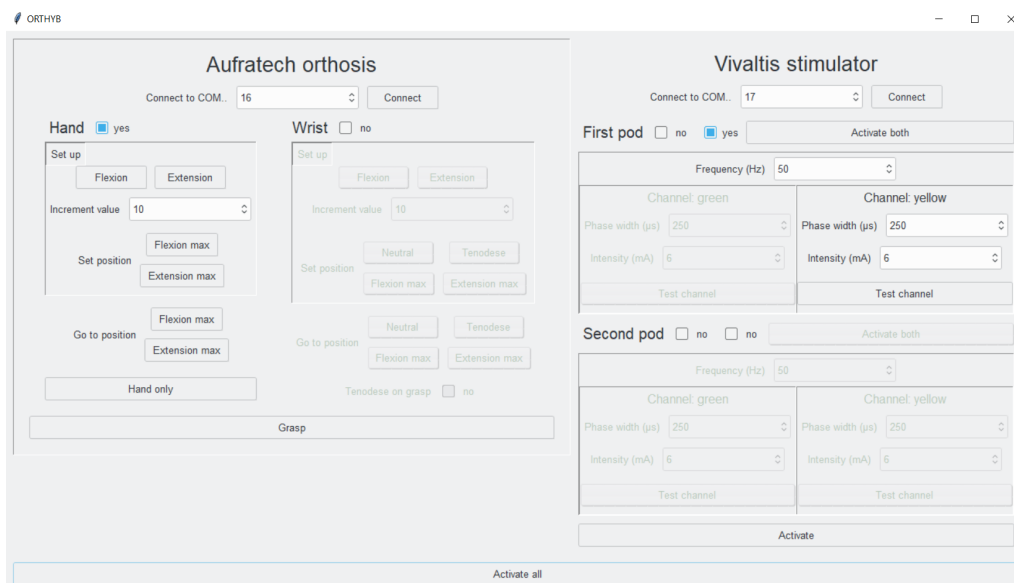 ORTHYB
Aufratech orthosis
Connect to COM.. 16 Connect
Hand yes
Set up
Flexion Extension
Increment value 10
Set position
Flexion max
Extension max
Go to position
Flexion max
Extension max
Hand only
Wrist no
Set up
Flexion Extension
Increment value 10
Set position
Neutral Tenodese
Flexion max Extension max
Go to position
Neutral Tenodese
Flexion max Extension max
Tenodese on grasp no
Grasp
Vivaltis stimulator
Connect to COM.. 17 Connect
First pod no yes Activate both
Frequency (Hz) 50
Channel: green
Phase width (µs) 250
Intensity (mA) 6
Test channel
Channel: yellow
Phase width (µs) 250
Intensity (mA) 6
Test channel
Second pod no no Activate both
Frequency (Hz) 50
Channel: green
Phase width (µs) 250
Intensity (mA) 6
Test channel
Channel: yellow
Phase width (µs) 250
Intensity (mA) 6
Test channel
Activate
Activate all